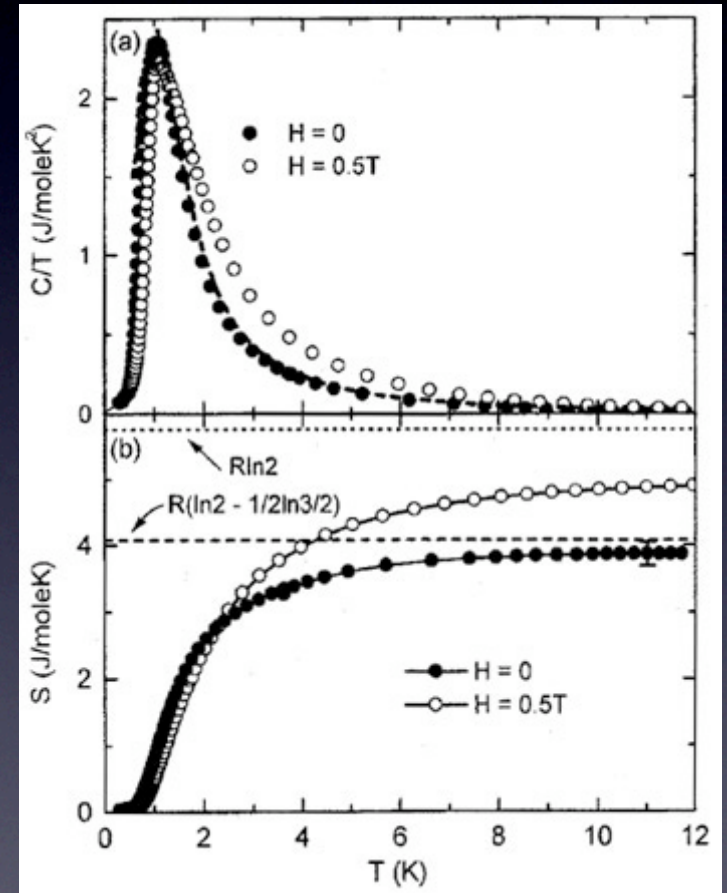 (a)
2
1
0
C/T (J/moleK²)
● H = 0
○ H = 0.5T
(b)
Rln2
R(ln2 - 1/2ln3/2)
4
2
0
S (J/moleK)
H = 0
H = 0.5T
0 2 4 6 8 10 12
T (K)